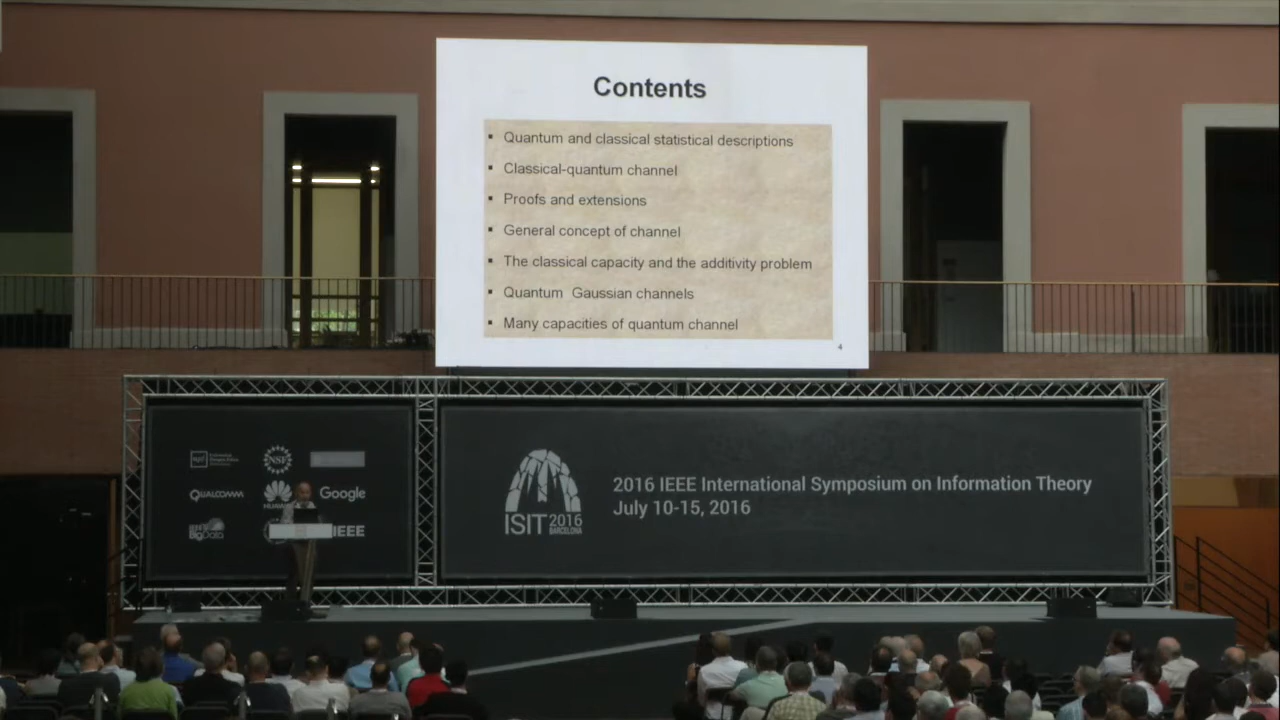 Contents
▪ Quantum and classical statistical descriptions
▪ Classical-quantum channel
▪ Proofs and extensions
▪ General concept of channel
▪ The classical capacity and the additivity problem
▪ Quantum  Gaussian channels
▪ Many capacities of quantum channel
4
NSF
QUALCOMM
Google
IEEE
ISIT 2016
BARCELONA
2016 IEEE International Symposium on Information Theory
July 10-15, 2016